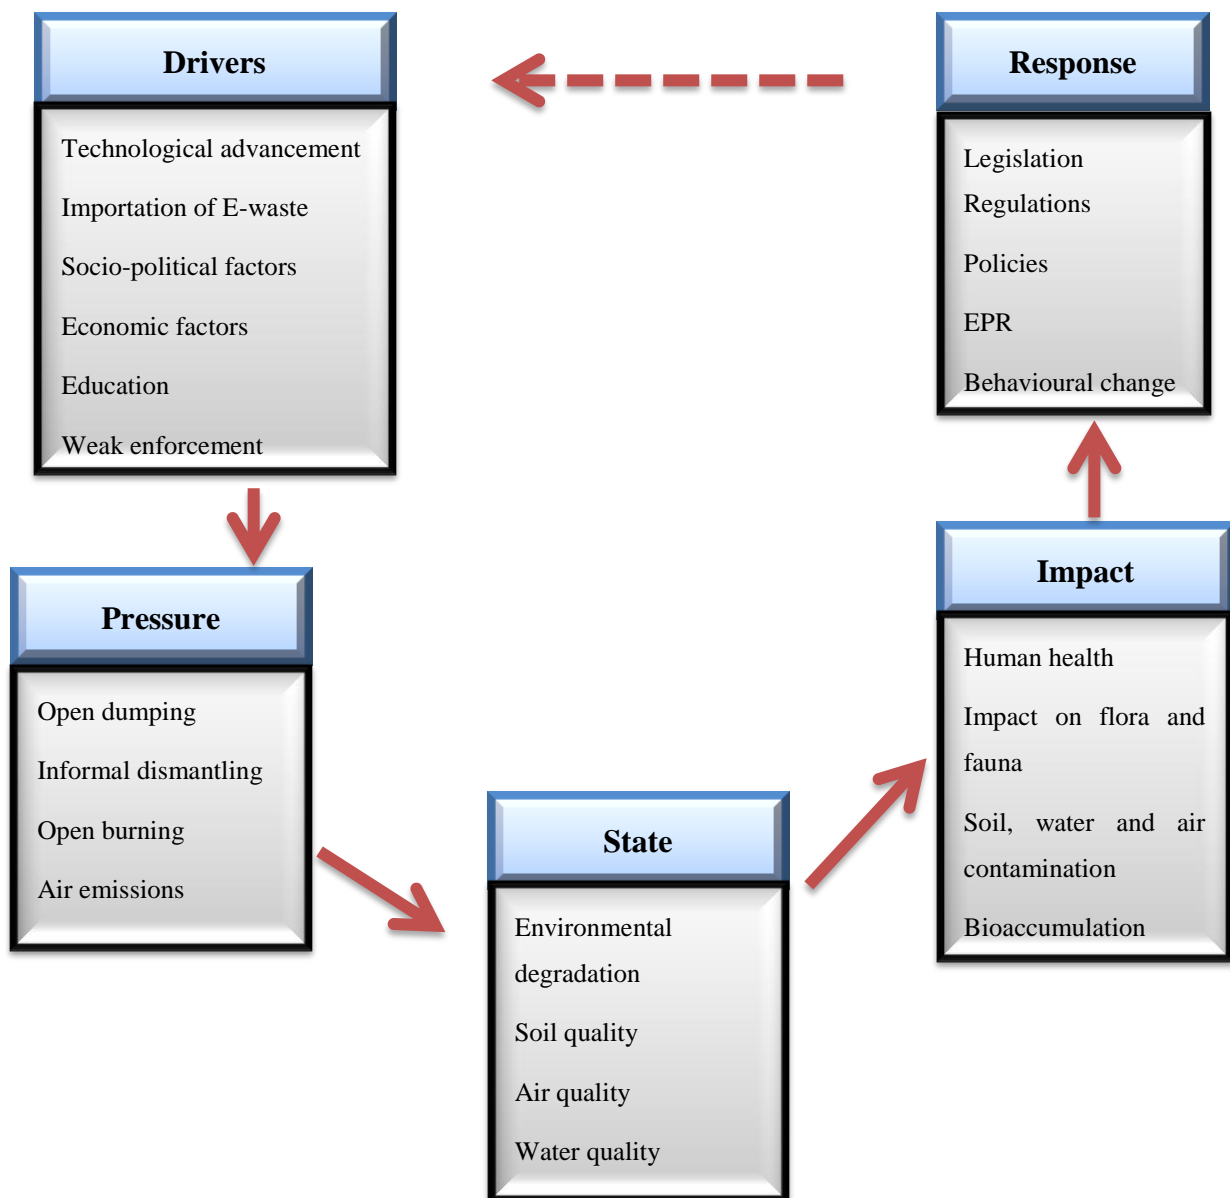 Drivers
Technological advancement
Importation of E-waste
Socio-political factors
Economic factors
Education
Weak enforcement
Pressure
Open dumping
Informal dismantling
Open burning
Air emissions
State
Environmental
degradation
Soil quality
Air quality
Water quality
Impact
Human health
Impact on flora and
fauna
Soil, water and air
contamination
Bioaccumulation
Response
Legislation
Regulations
Policies
EPR
Behavioural change